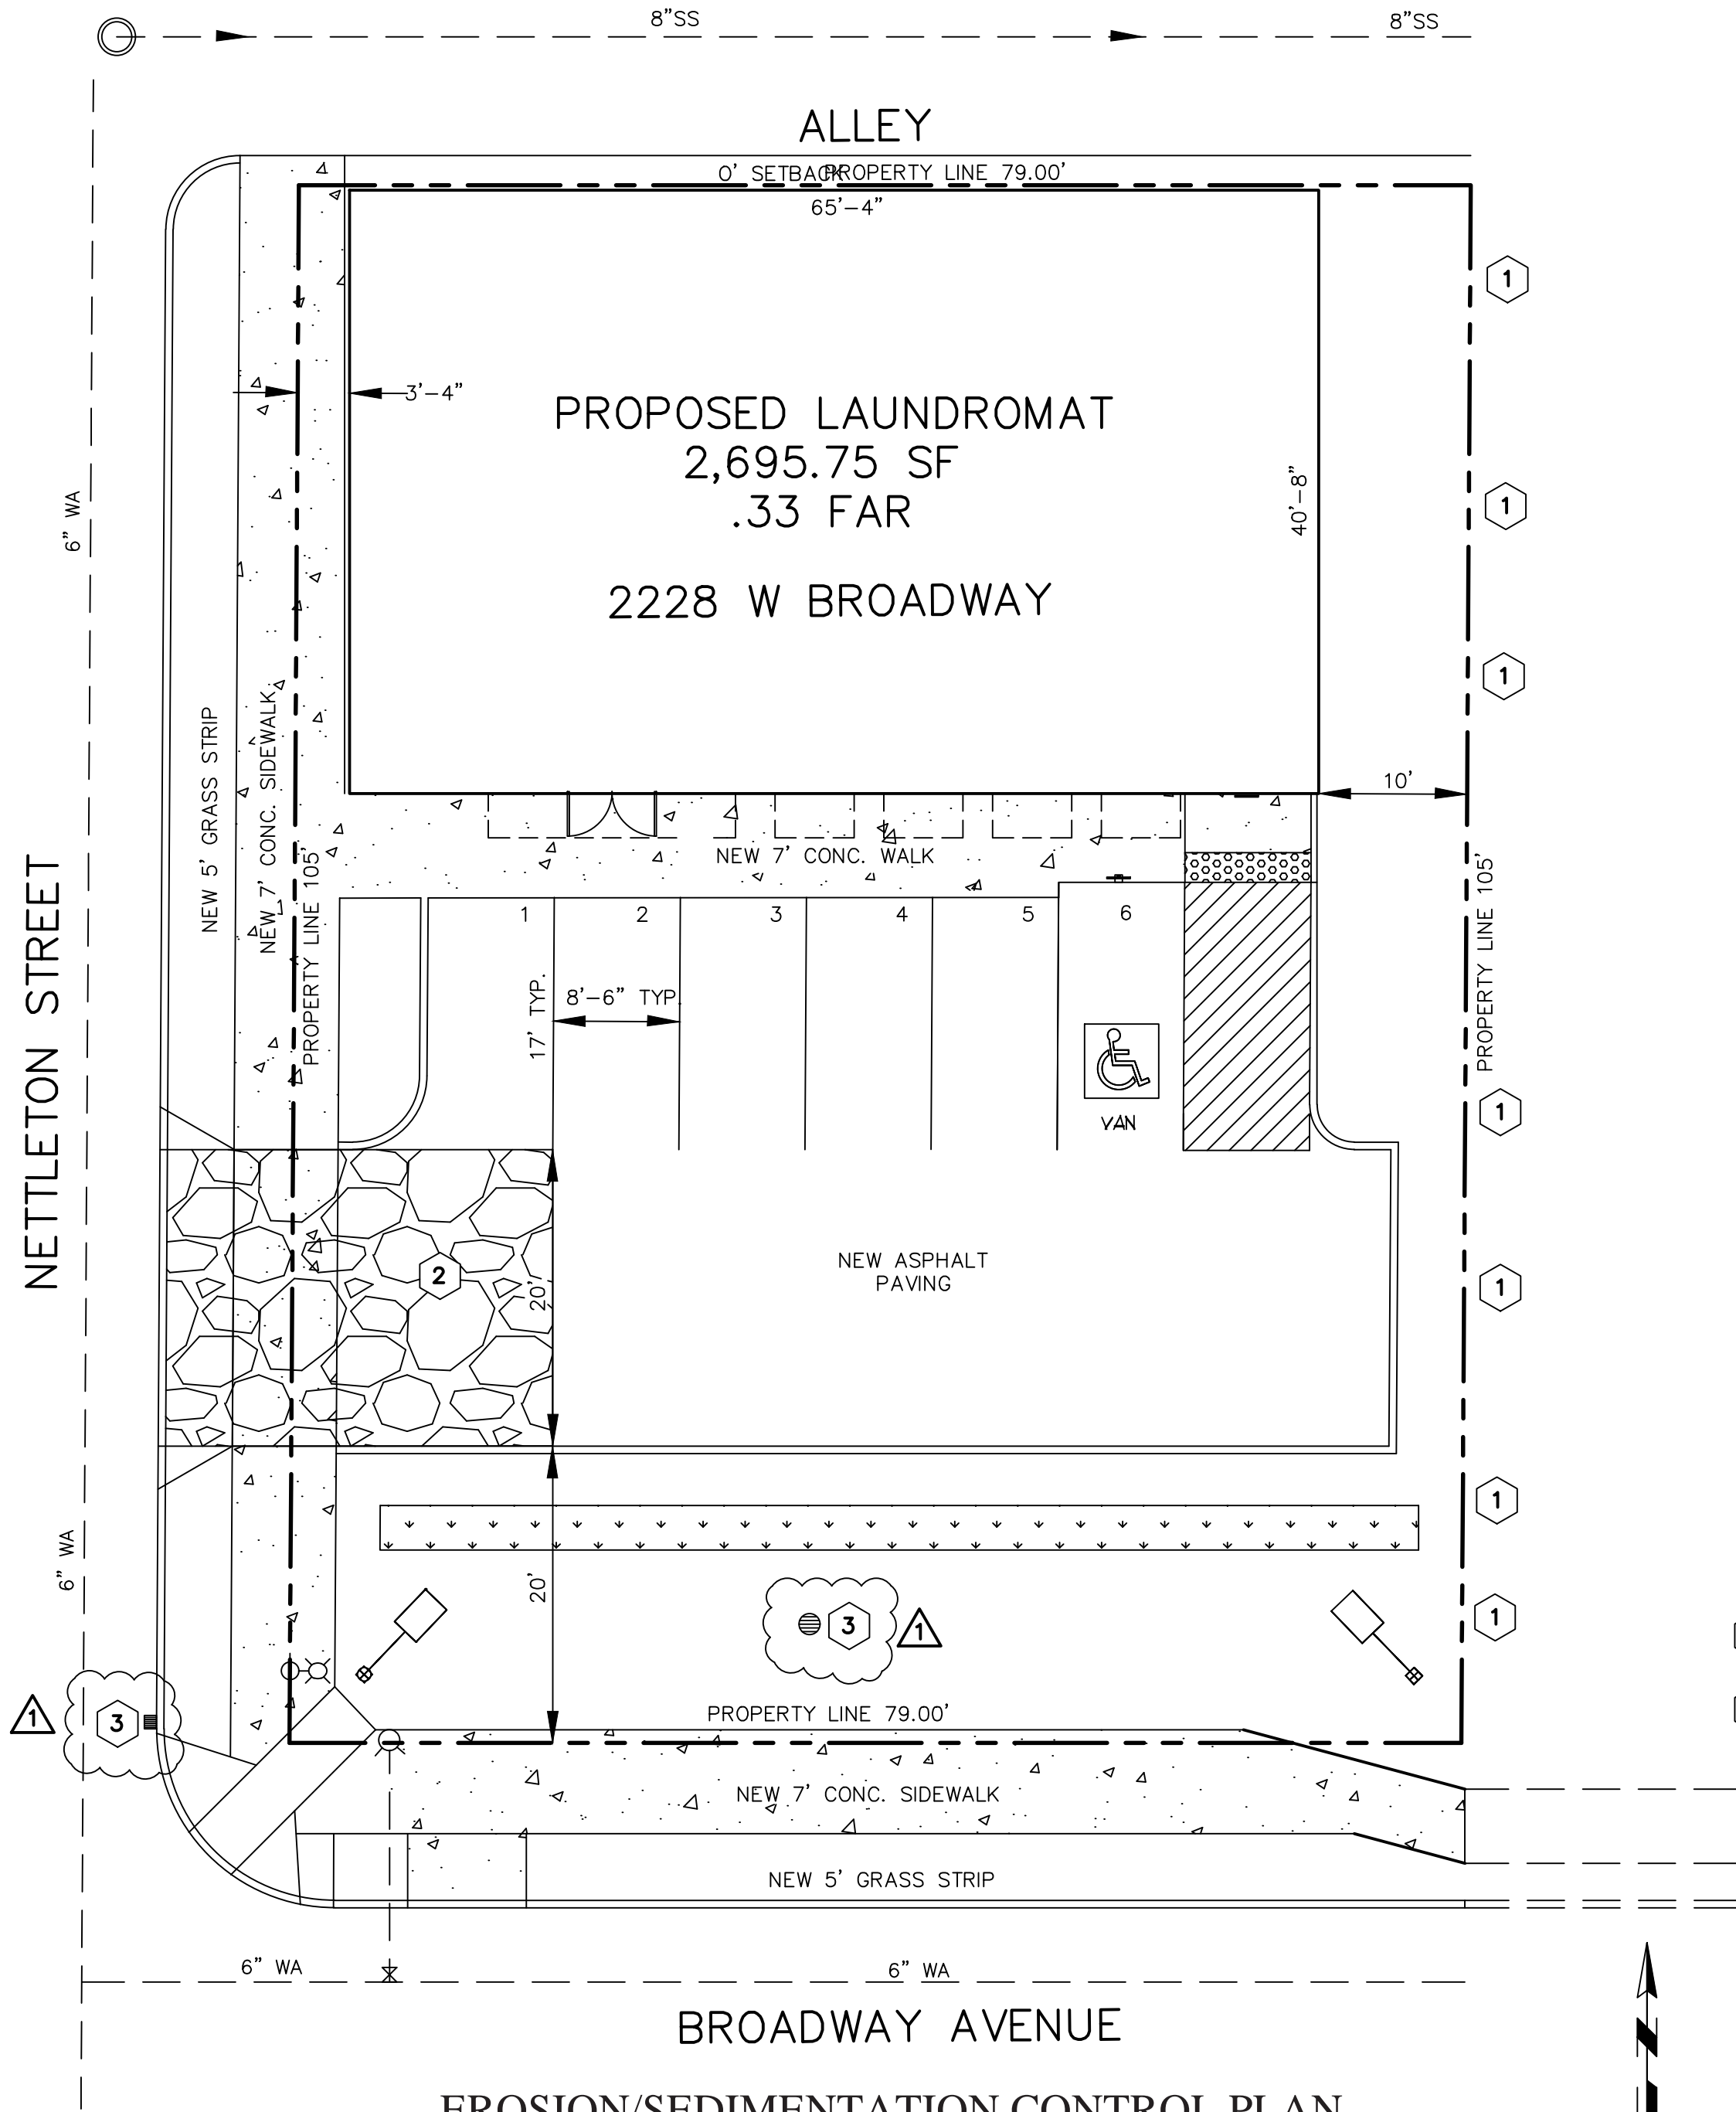 8"SS
8"SS
ALLEY
0' SETBACK
PROPERTY LINE 79.00'
65'-4"
1
3'-4"
PROPOSED LAUNDROMAT
2,695.75 SF
.33 FAR
2228 W BROADWAY
40'-8"
1
6" WA
1
NEW 5' GRASS STRIP
NEW 7' CONC. SIDEWALK
PROPERTY LINE 105'
10'
NEW 7' CONC. WALK
PROPERTY LINE 105'
NETTLETON STREET
1
2
3
4
5
6
17' TYP.
8'-6" TYP.
VAN
1
2
20'
NEW ASPHALT
PAVING
1
1
6" WA
20'
3
1
1
1
3
PROPERTY LINE 79.00'
NEW 7' CONC. SIDEWALK
NEW 5' GRASS STRIP
6" WA
6" WA
BROADWAY AVENUE
EROSION/SEDIMENTATION CONTROL PLAN